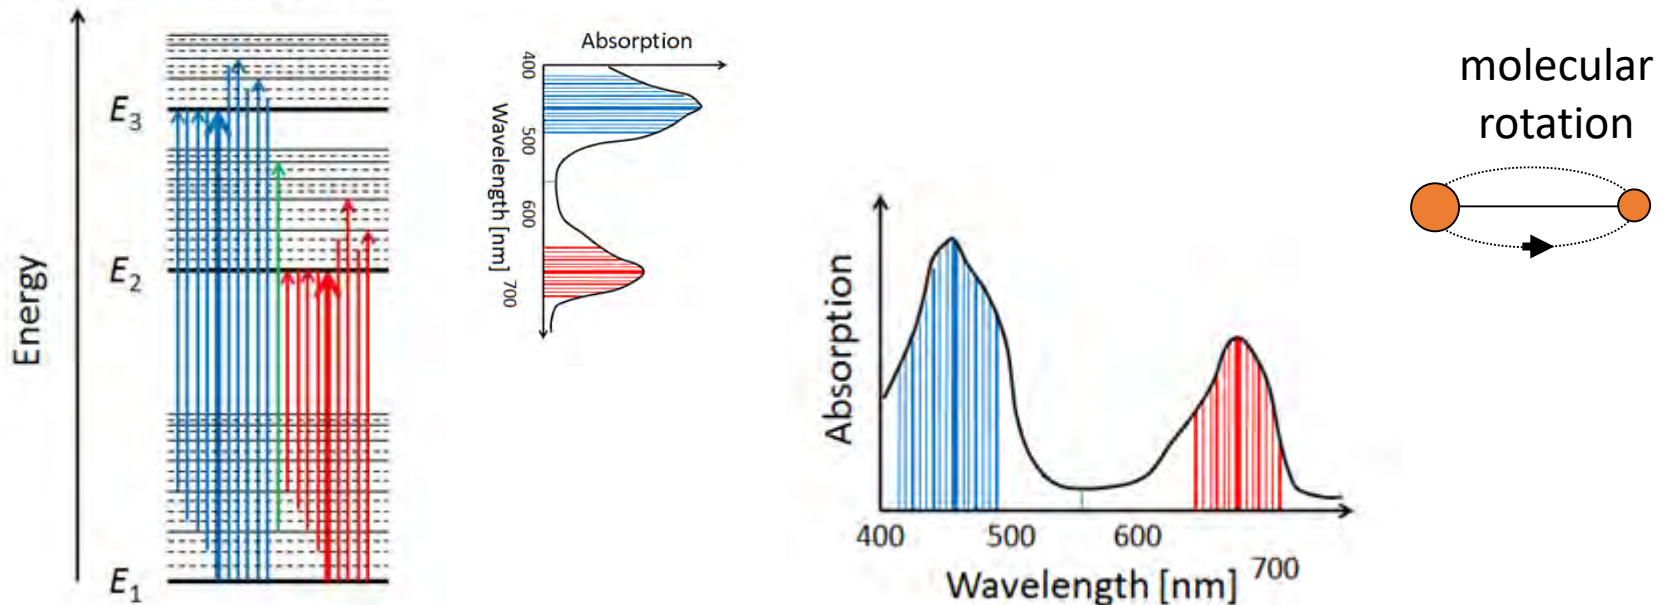 Energy
E3
E2
E1
Absorption
400
500
600
700
Wavelength [nm]
Absorption
400
500
600
700
Wavelength [nm]
molecular
rotation